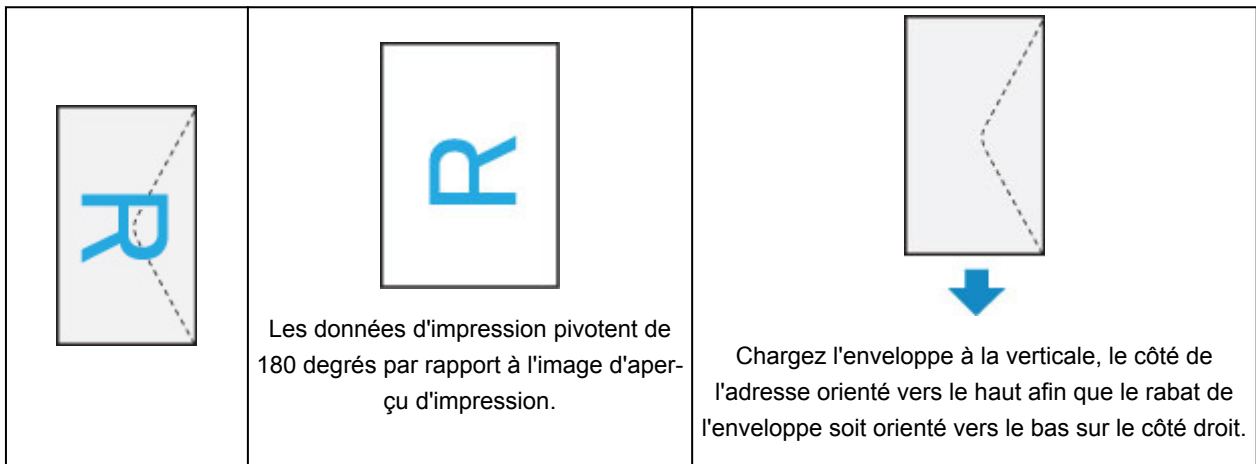 R
R
Les données d'impression pivotent de
180 degrés par rapport à l'image d'aper-
çu d'impression.
Chargez l'enveloppe à la verticale, le côté de
l'adresse orienté vers le haut afin que le rabat de
l'enveloppe soit orienté vers le bas sur le côté droit.